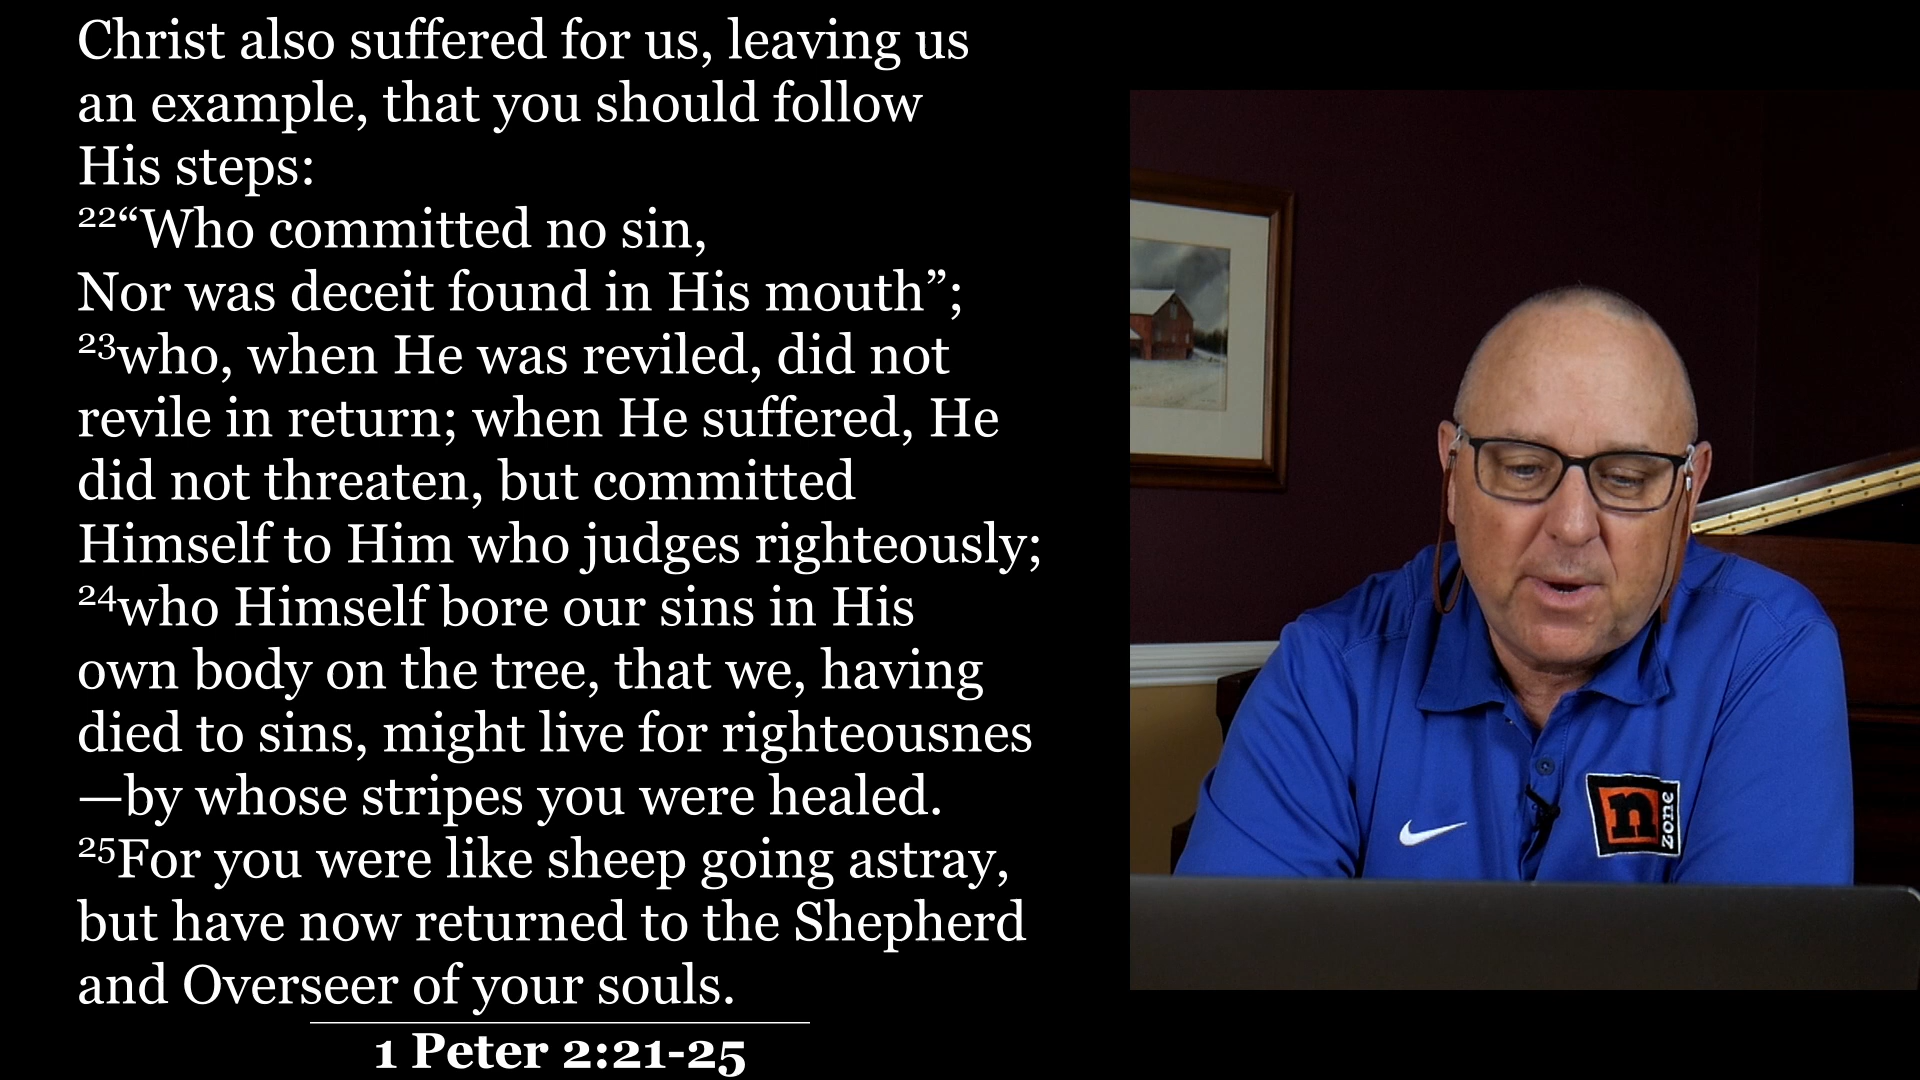 Christ also suffered for us, leaving us
an example, that you should follow
His steps:
²²“Who committed no sin,
Nor was deceit found in His mouth”;
²³who, when He was reviled, did not
revile in return; when He suffered, He
did not threaten, but committed
Himself to Him who judges righteously;
²⁴who Himself bore our sins in His
own body on the tree, that we, having
died to sins, might live for righteousnes
—by whose stripes you were healed.
²⁵For you were like sheep going astray,
but have now returned to the Shepherd
and Overseer of your souls.
1 Peter 2:21-25
n
zone